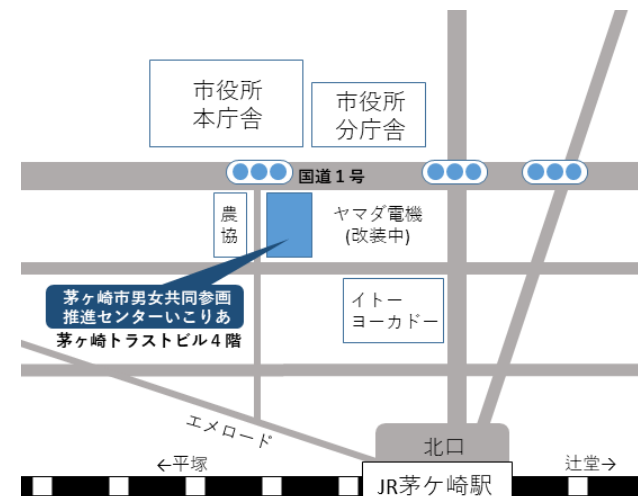 市役所
本庁舎
市役所
分庁舎
国道１号
農
協
ヤマダ電機
(改装中)
茅ヶ崎市男女共同参画
推進センターいこりあ
茅ヶ崎トラストビル４階
イトー
ヨーカドー
エメロード
北口
←平塚
辻堂→
JR茅ケ崎駅